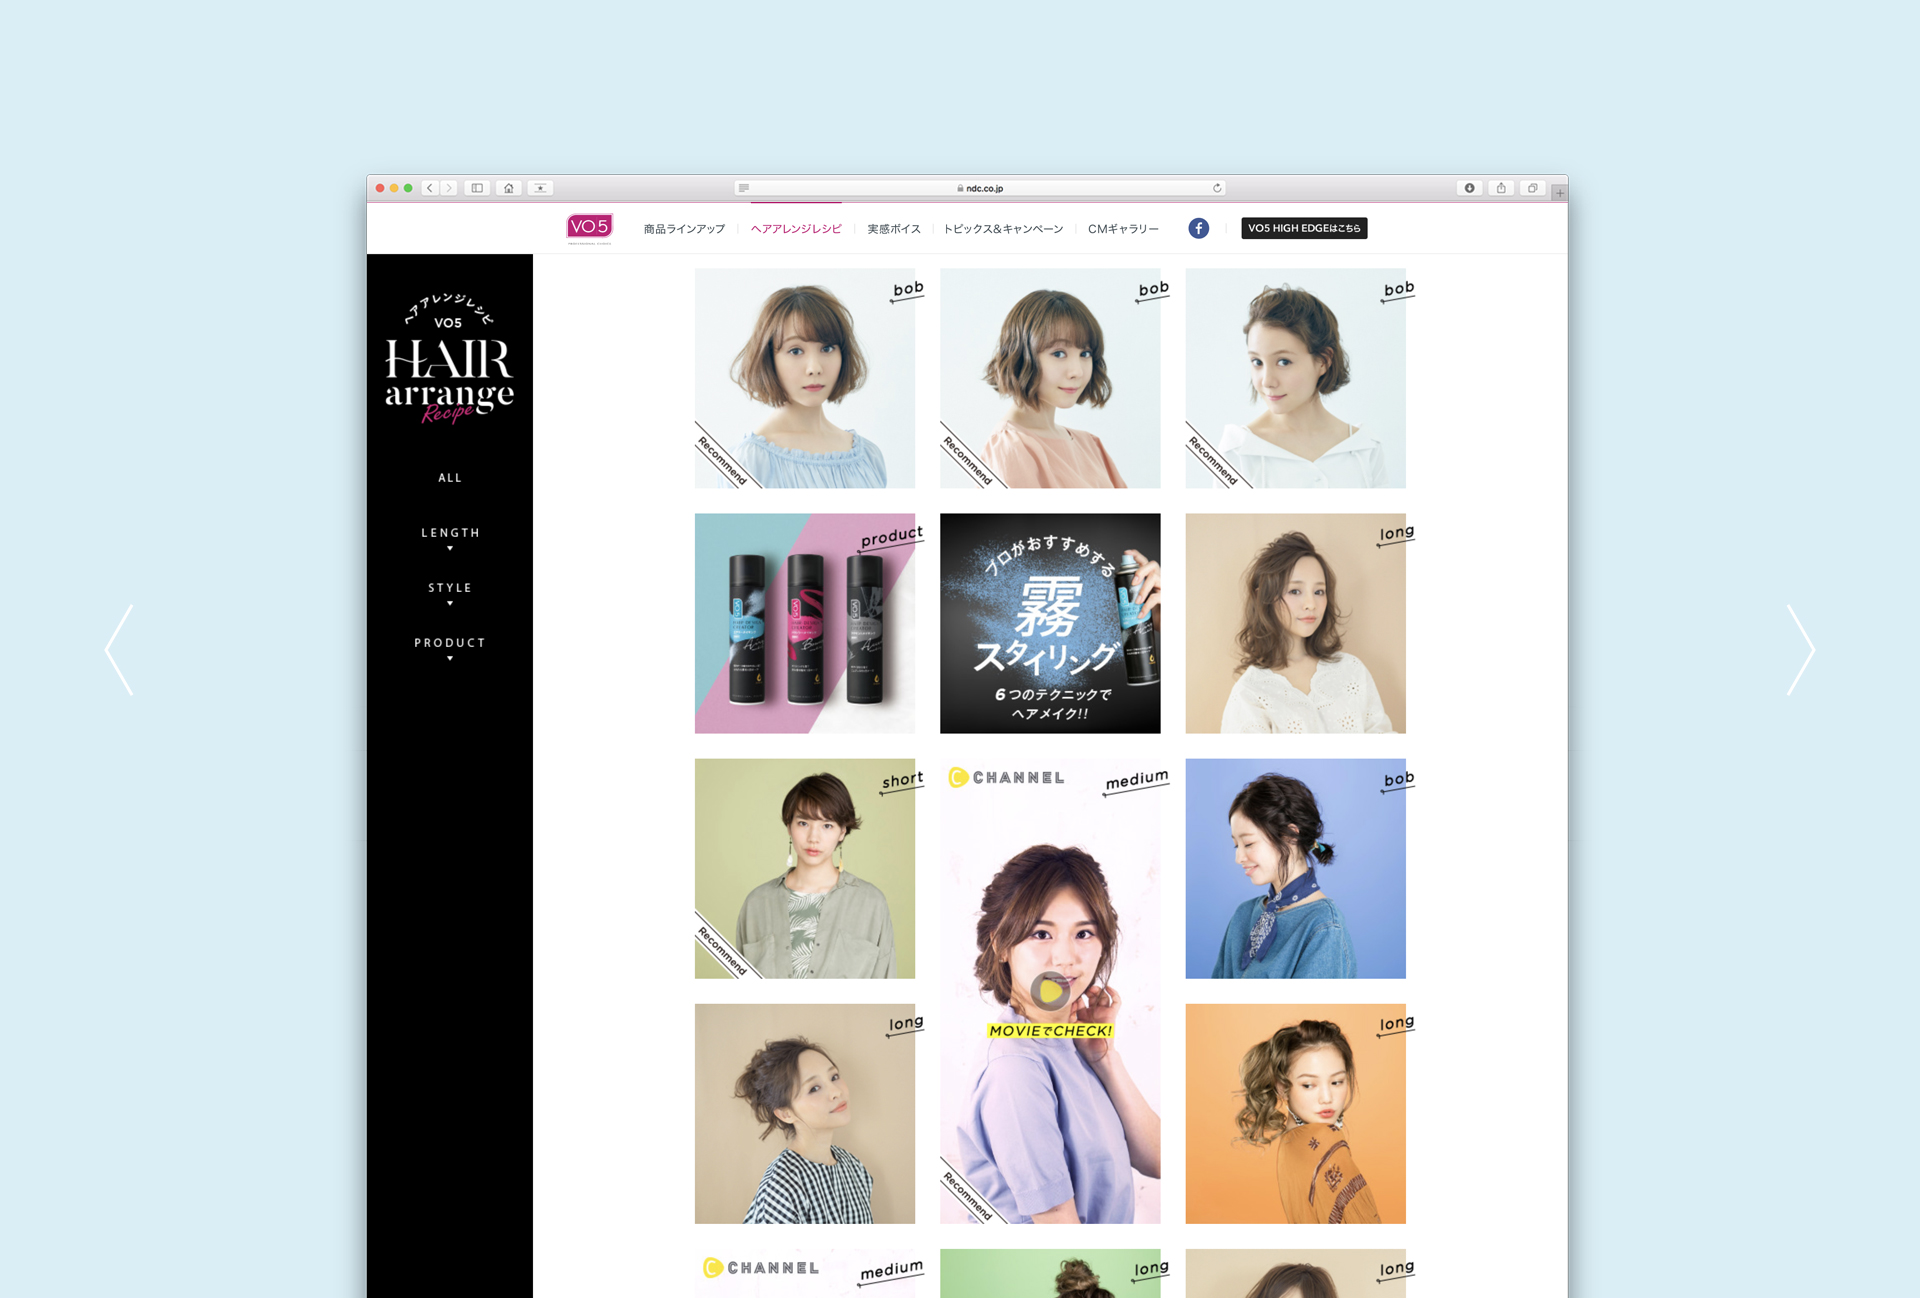 ndc.co.jp
VO5
商品ラインアップ
ヘアアレンジレシピ
実感ボイス
トピックス&キャンペーン
CMギャラリー
VO5 HIGH EDGEはこちら
ヘアアレンジレシピ
VO5
HAIR
arrange
Recipe
ALL
LENGTH
STYLE
PRODUCT
bob
Recommend
bob
Recommend
bob
Recommend
product
VO5
VO5
VO5
プロがおすすめする
霧
スタイリング
6つのテクニックで
ヘアメイク!!
long
short
Recommend
C CHANNEL
medium
MOVIEでCHECK!
Recommend
bob
long
long
C CHANNEL
medium
long
long